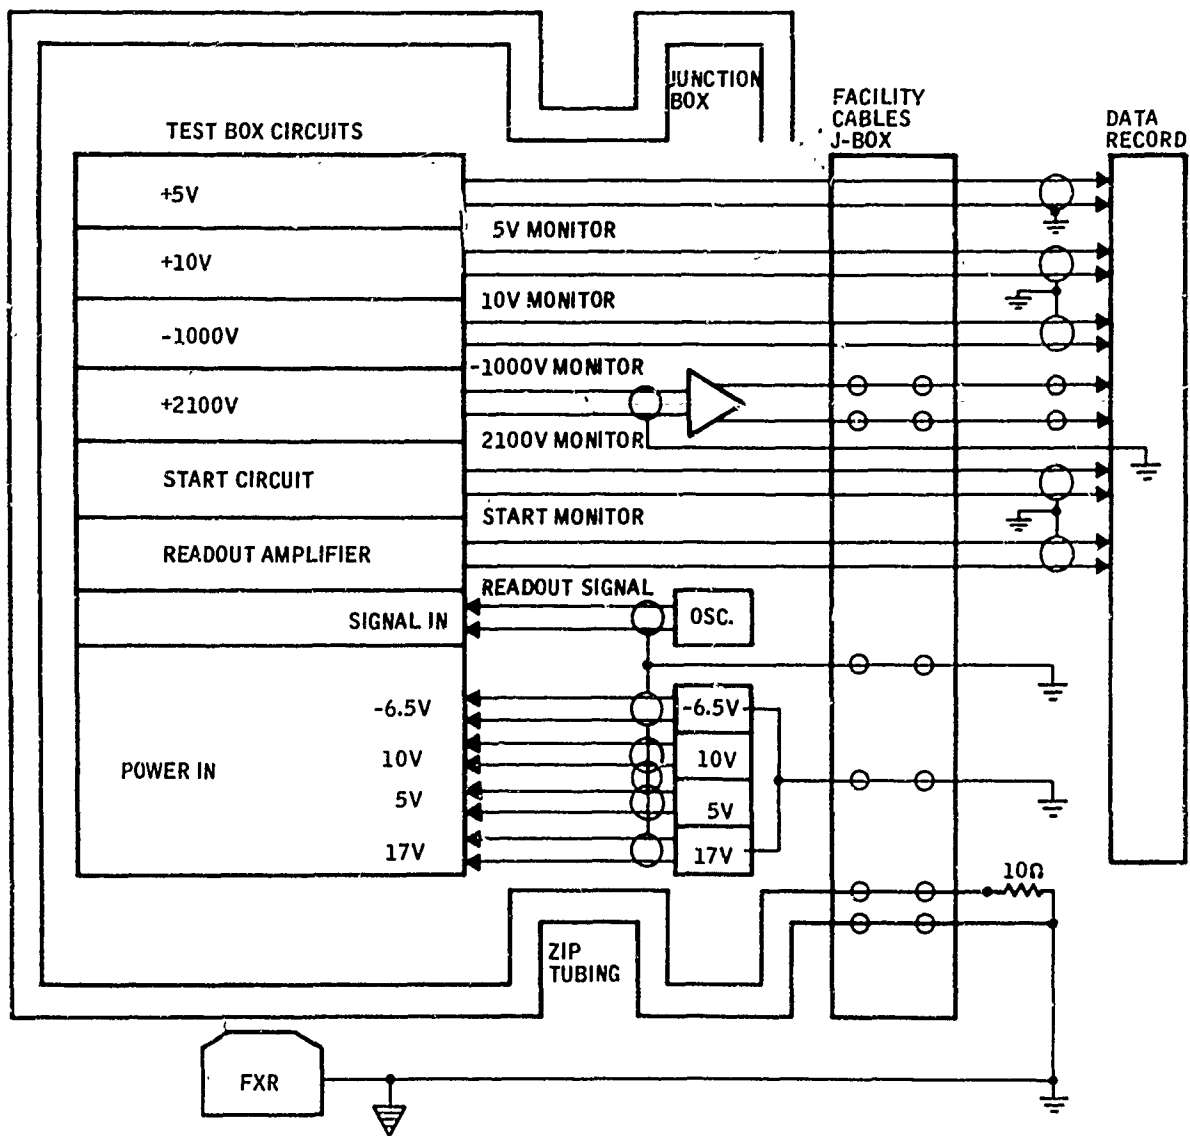 JUNCTION
BOX
FACILITY
CABLES
J-BOX
DATA
RECORD
TEST BOX CIRCUITS
+5V
5V MONITOR
+10V
10V MONITOR
-1000V
-1000V MONITOR
+2100V
2100V MONITOR
START CIRCUIT
START MONITOR
READOUT AMPLIFIER
READOUT SIGNAL
SIGNAL IN
OSC.
POWER IN
-6.5V
-6.5V
10V
10V
5V
5V
17V
17V
10Ω
ZIP
TUBING
FXR